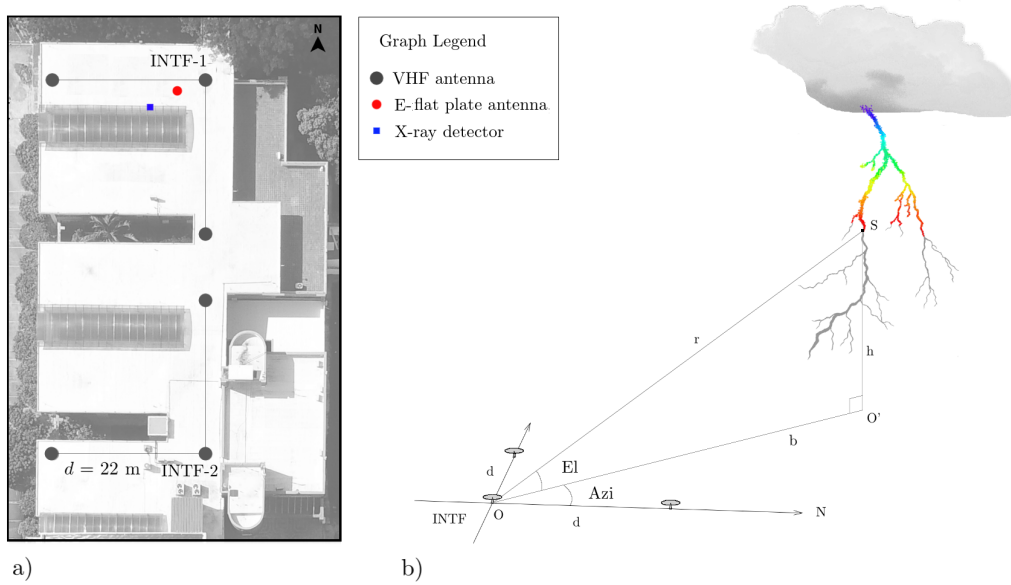 N
INTF-1
d = 22 m
INTF-2
a)
Graph Legend
VHF antenna
E-flat plate antenna
X-ray detector
S
r
h
O'
b
El
d
Azi
INTF
O
d
N
b)